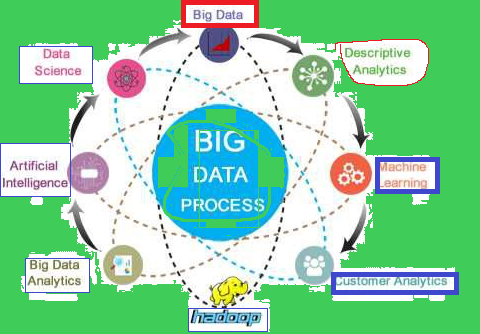 Big Data
Data
Science
Descriptive
Analytics
BIG
DATA
PROCESS
Artificial
Intelligence
Machine
Learning
Big Data
Analytics
Customer Analytics
hadoop